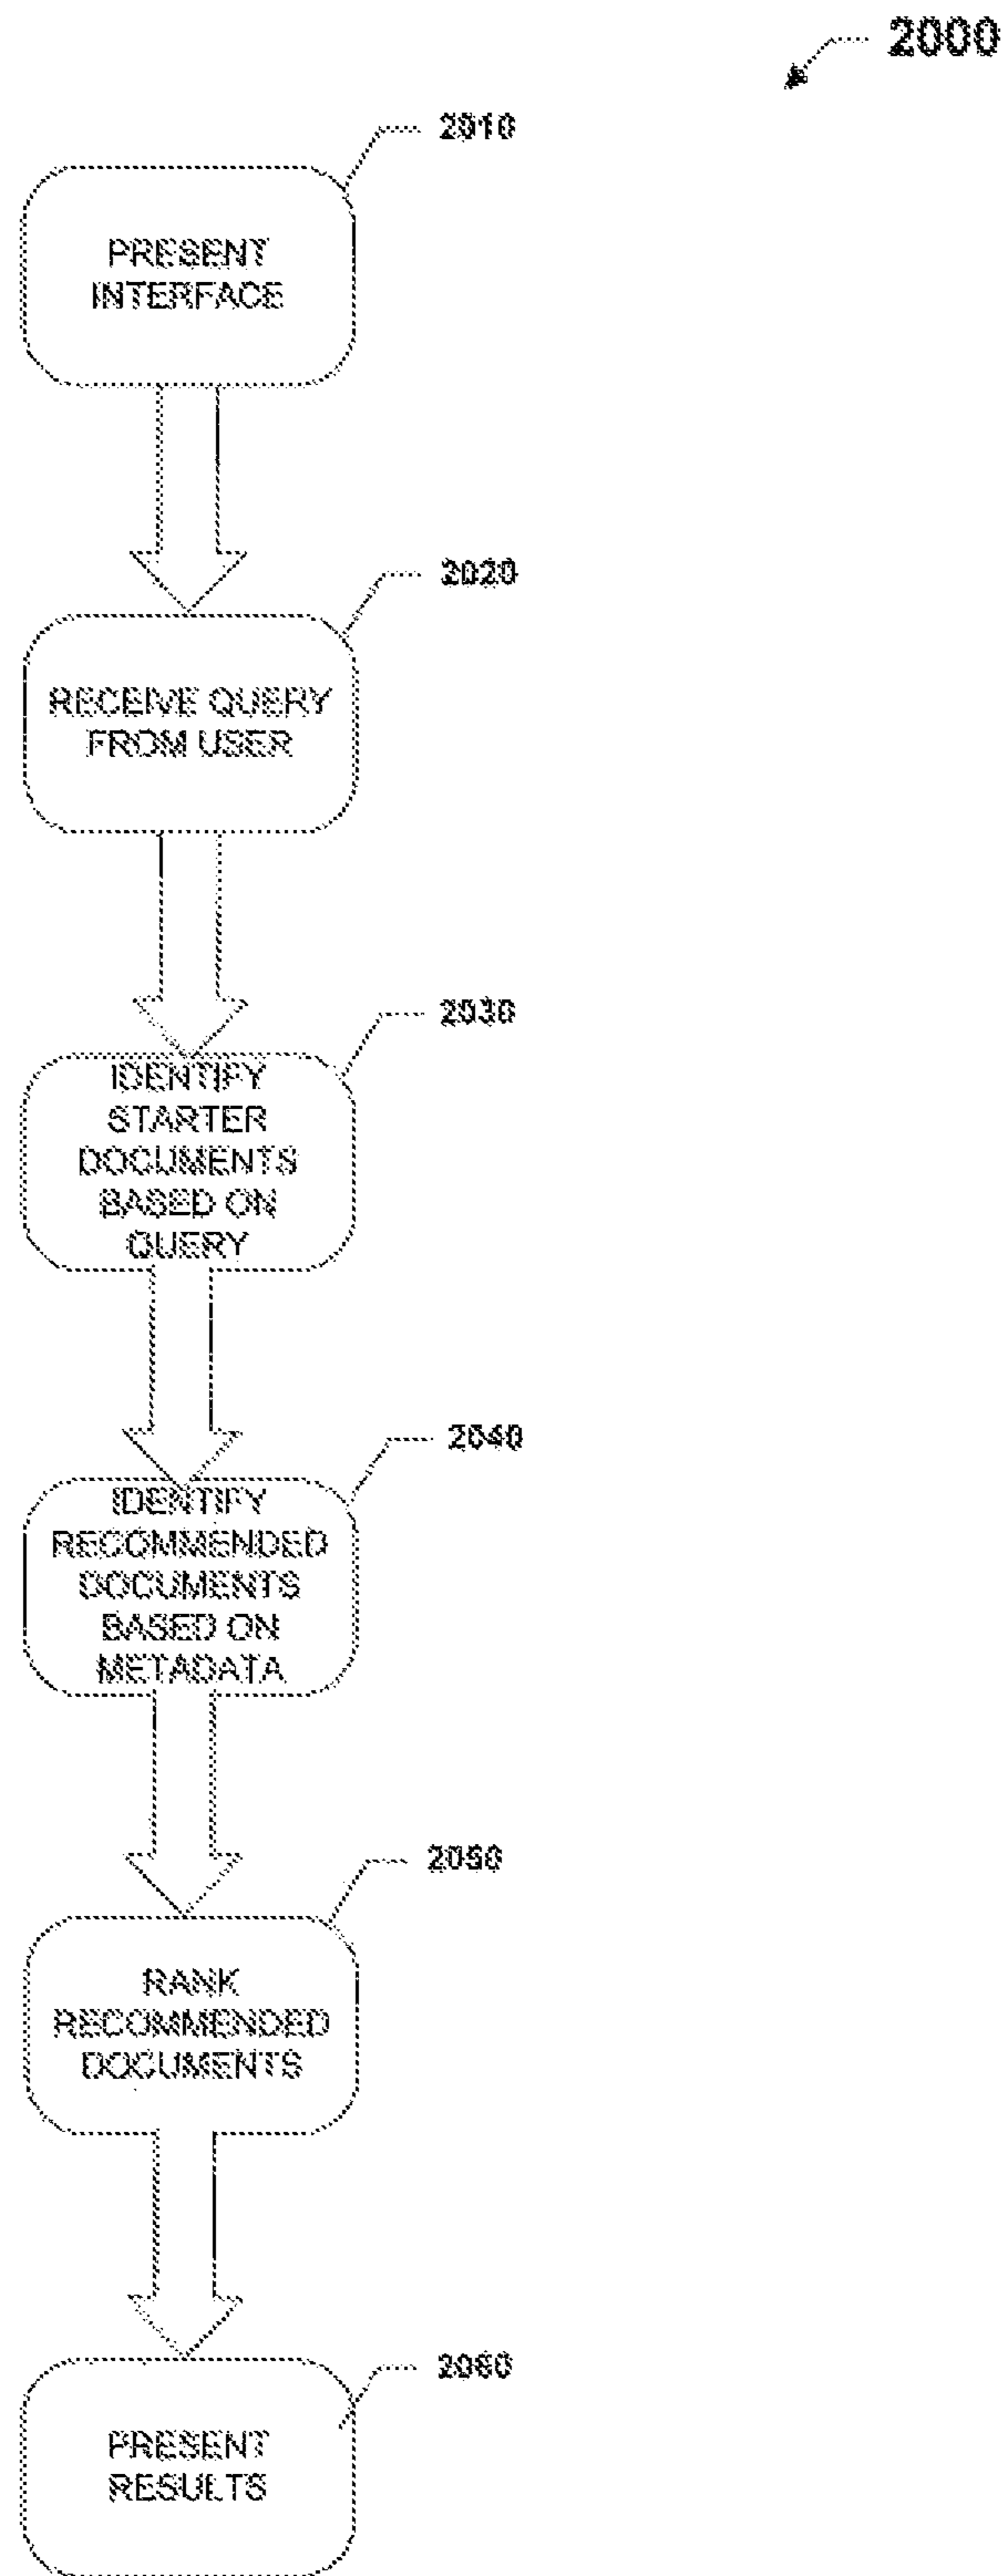 2000
2010
PRESENT
INTERFACE
2020
RECEIVE QUERY
FROM USER
2030
IDENTIFY
STARTER
DOCUMENTS
BASED ON
QUERY
2040
IDENTIFY
RECOMMENDED
DOCUMENTS
BASED ON
METADATA
2050
RANK
RECOMMENDED
DOCUMENTS
2060
PRESENT
RESULTS